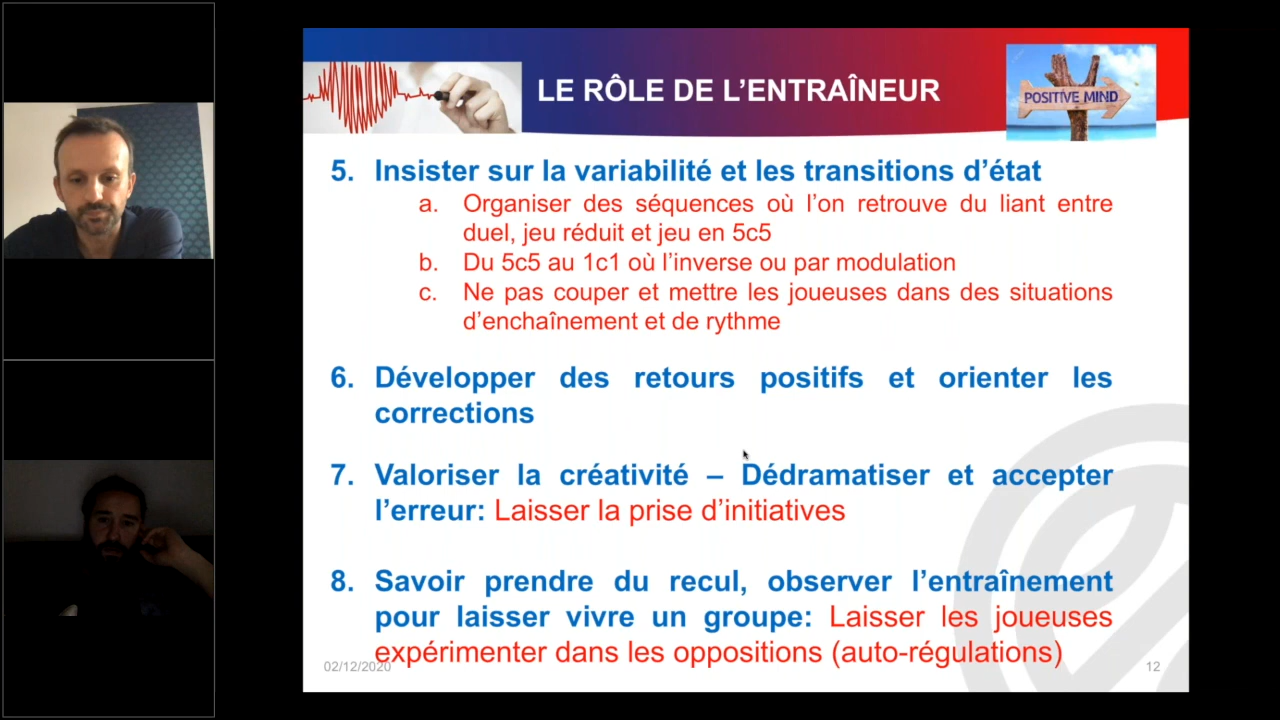 LE RÔLE DE L'ENTRAÎNEUR
POSITIVE MIND
5. Insister sur la variabilité et les transitions d'état
a. Organiser des séquences où l'on retrouve du liant entre
duel, jeu réduit et jeu en 5c5
b. Du 5c5 au 1c1 où l'inverse ou par modulation
c. Ne pas couper et mettre les joueuses dans des situations
d'enchaînement et de rythme
6. Développer des retours positifs et orienter les
corrections
7. Valoriser la créativité – Dédramatiser et accepter
l'erreur: Laisser la prise d'initiatives
8. Savoir prendre du recul, observer l'entraînement
pour laisser vivre un groupe: Laisser les joueuses
expérimenter dans les oppositions (auto-régulations)
02/12/2020
12